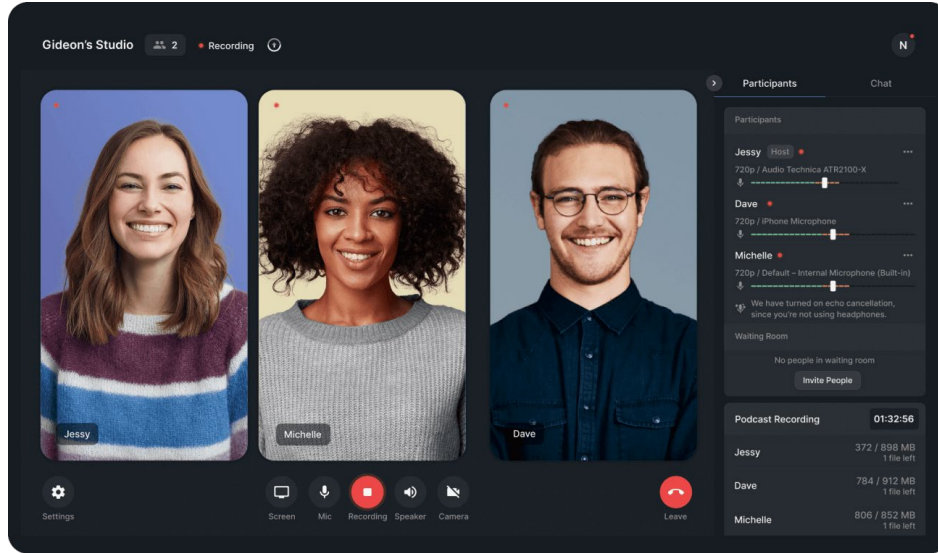 Gideon's Studio
2
Recording
N
Jessy
Michelle
Dave
Settings
Screen
Mic
Recording
Speaker
Camera
Leave
Participants
Chat
Participants
Jessy Host
720p / Audio Technica ATR2100-X
Dave
720p / iPhone Microphone
Michelle
720p / Default – Internal Microphone (Built-in)
We have turned on echo cancellation,
since you're not using headphones.
Waiting Room
No people in waiting room
Invite People
Podcast Recording 01:32:56
Jessy 372 / 898 MB
1 file left
Dave 784 / 912 MB
1 file left
Michelle 806 / 852 MB
1 file left